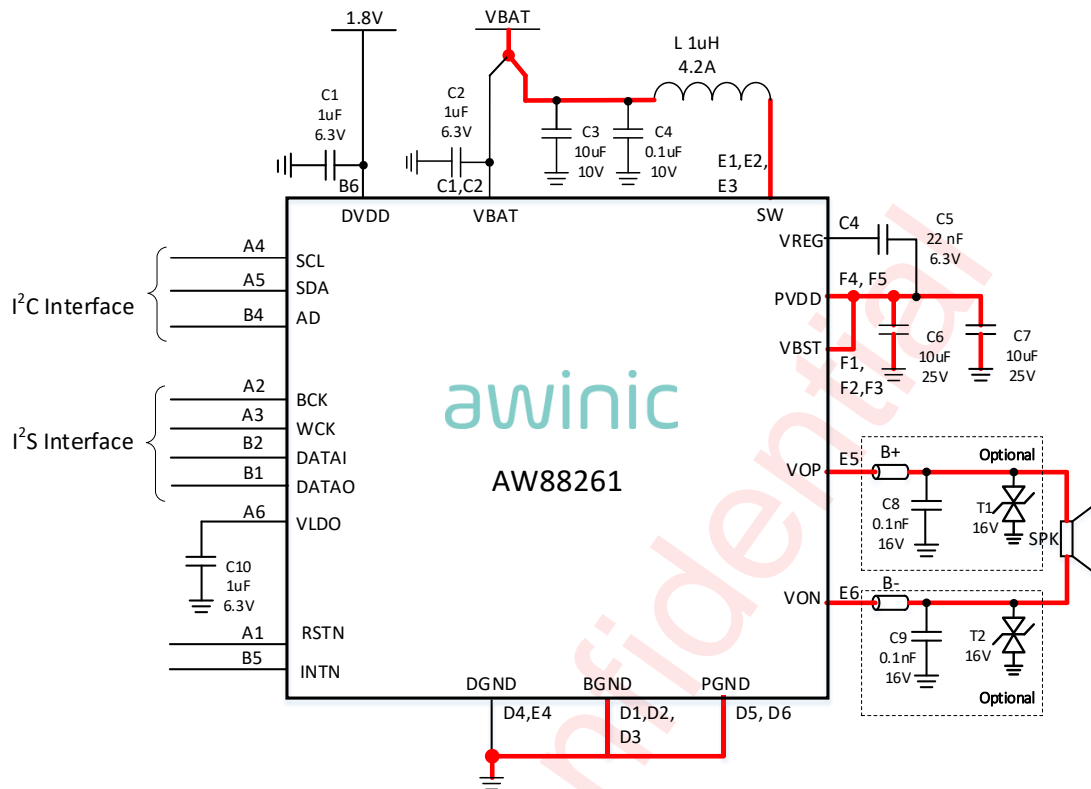 1.8V
VBAT
L 1uH
4.2A
C1
1uF
6.3V
C2
1uF
6.3V
C3
10uF
10V
C4
0.1uF
10V
E1,E2,
E3
B6
C1,C2
DVDD
VBAT
SW
C4
C5
22 nF
6.3V
VREG
A4
SCL
A5
SDA
B4
AD
I²C Interface
F4, F5
PVDD
VBST
F1,
F2,F3
C6
10uF
25V
C7
10uF
25V
A2
BCK
A3
WCK
B2
DATAI
B1
DATAO
I²S Interface
awinic
AW88261
A6
VLDO
C10
1uF
6.3V
VOP
E5
B+
Optional
C8
0.1nF
16V
T1
16V
SPK
VON
E6
B-
C9
0.1nF
16V
T2
16V
Optional
A1
RSTN
B5
INTN
DGND
BGND
PGND
D4,E4
D1,D2,
D3
D5, D6
nfidential